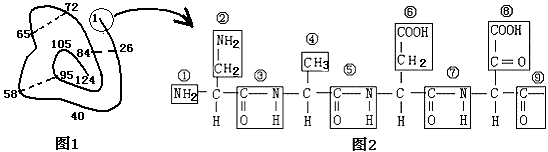 72
1
②
⑥
⑧
65
105
NH₂
④
COOH
COOH
84
26
①
CH₂
③
CH₃
⑤
CH₂
⑦
C = O
⑨
95
124
NH₂ — C — C — N — C — C — N — C — C — N — C — C
58
H O H H O H H O H H O
40
图1
图2